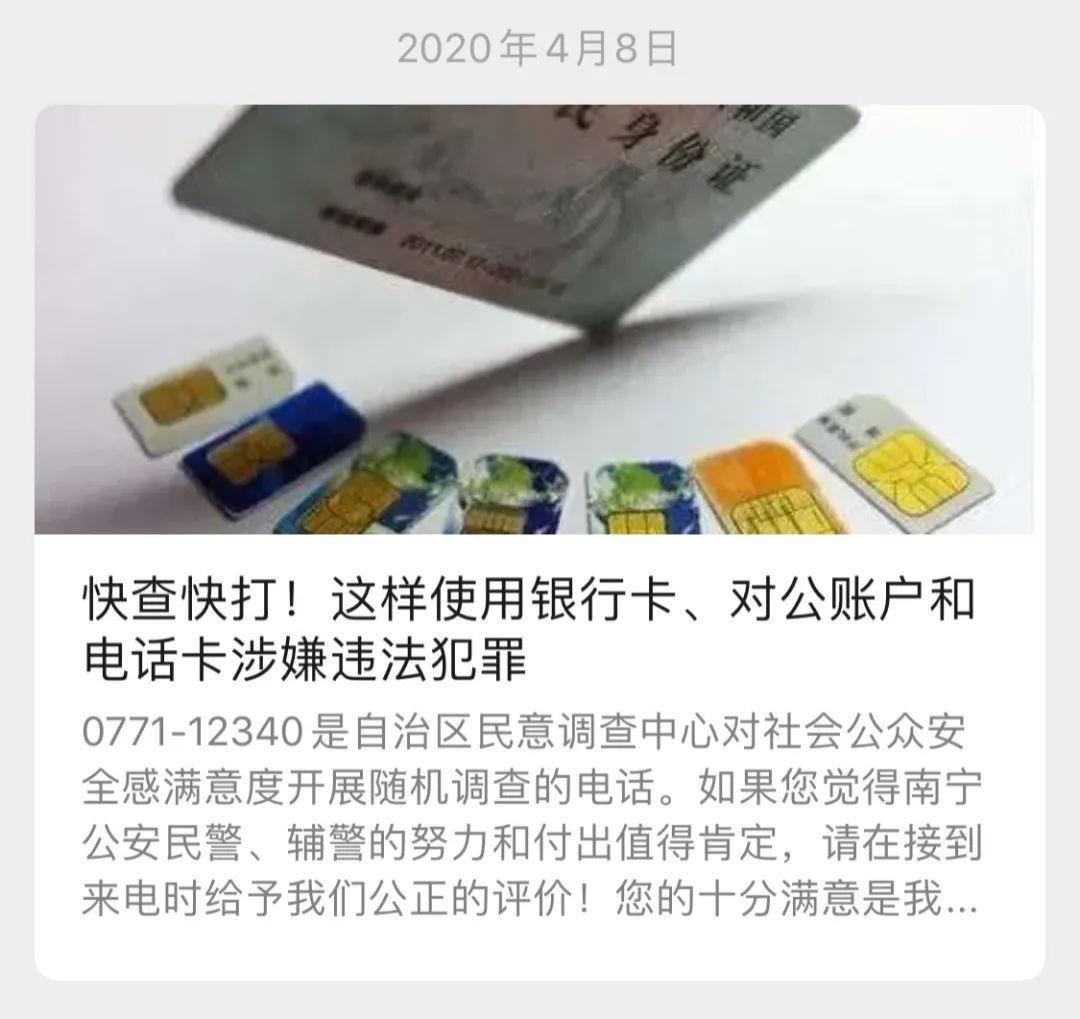 2020年4月8日
和国
民身份证
快查快打！这样使用银行卡、对公账户和
电话卡涉嫌违法犯罪
0771-12340是自治区民意调查中心对社会公众安
全感满意度开展随机调查的电话。如果您觉得南宁
公安民警、辅警的努力和付出值得肯定，请在接到
来电时给予我们公正的评价！您的十分满意是我...